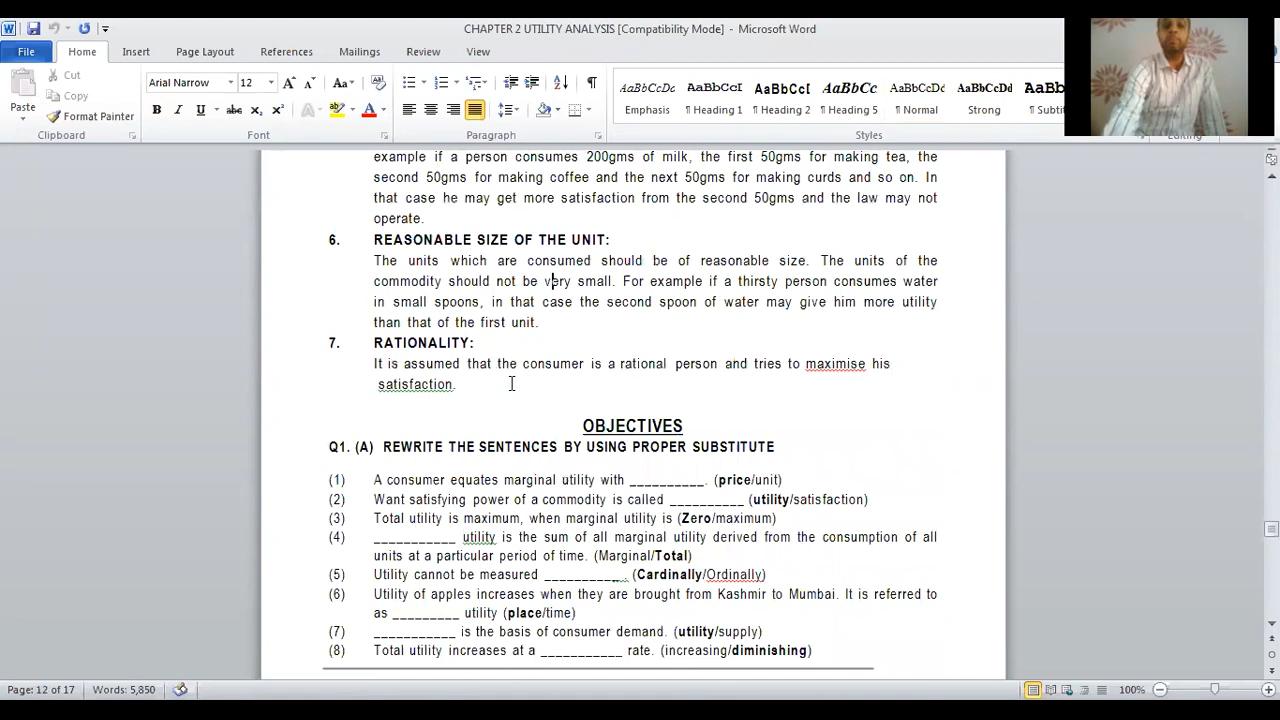 CHAPTER 2 UTILITY ANALYSIS [Compatibility Mode] - Microsoft Word
File Home Insert Page Layout References Mailings Review View
Paste
Cut
Copy
Format Painter
Arial Narrow 12
AaBbCcDc AaBbCcI AaBbCcI AaBbCcI AaBbCcDd AaBbCcDd AaB
Emphasis ¶ Heading 1 ¶ Heading 2 ¶ Heading 5 ¶ Normal Strong ¶ Subtit
Clipboard Font Paragraph Styles Editing
example if a person consumes 200gms of milk, the first 50gms for making tea, the
second 50gms for making coffee and the next 50gms for making curds and so on. In
that case he may get more satisfaction from the second 50gms and the law may not
operate.
6. REASONABLE SIZE OF THE UNIT:
The units which are consumed should be of reasonable size. The units of the
commodity should not be very small. For example if a thirsty person consumes water
in small spoons, in that case the second spoon of water may give him more utility
than that of the first unit.
7. RATIONALITY:
It is assumed that the consumer is a rational person and tries to maximise his
satisfaction.
OBJECTIVES
Q1. (A) REWRITE THE SENTENCES BY USING PROPER SUBSTITUTE
(1) A consumer equates marginal utility with __________. (price/unit)
(2) Want satisfying power of a commodity is called __________ (utility/satisfaction)
(3) Total utility is maximum, when marginal utility is (Zero/maximum)
(4) ___________ utility is the sum of all marginal utility derived from the consumption of all
units at a particular period of time. (Marginal/Total)
(5) Utility cannot be measured ___________. (Cardinally/Ordinally)
(6) Utility of apples increases when they are brought from Kashmir to Mumbai. It is referred to
as _________ utility (place/time)
(7) ___________ is the basis of consumer demand. (utility/supply)
(8) Total utility increases at a ___________ rate. (increasing/diminishing)
Page: 12 of 17 Words: 5,850 100%